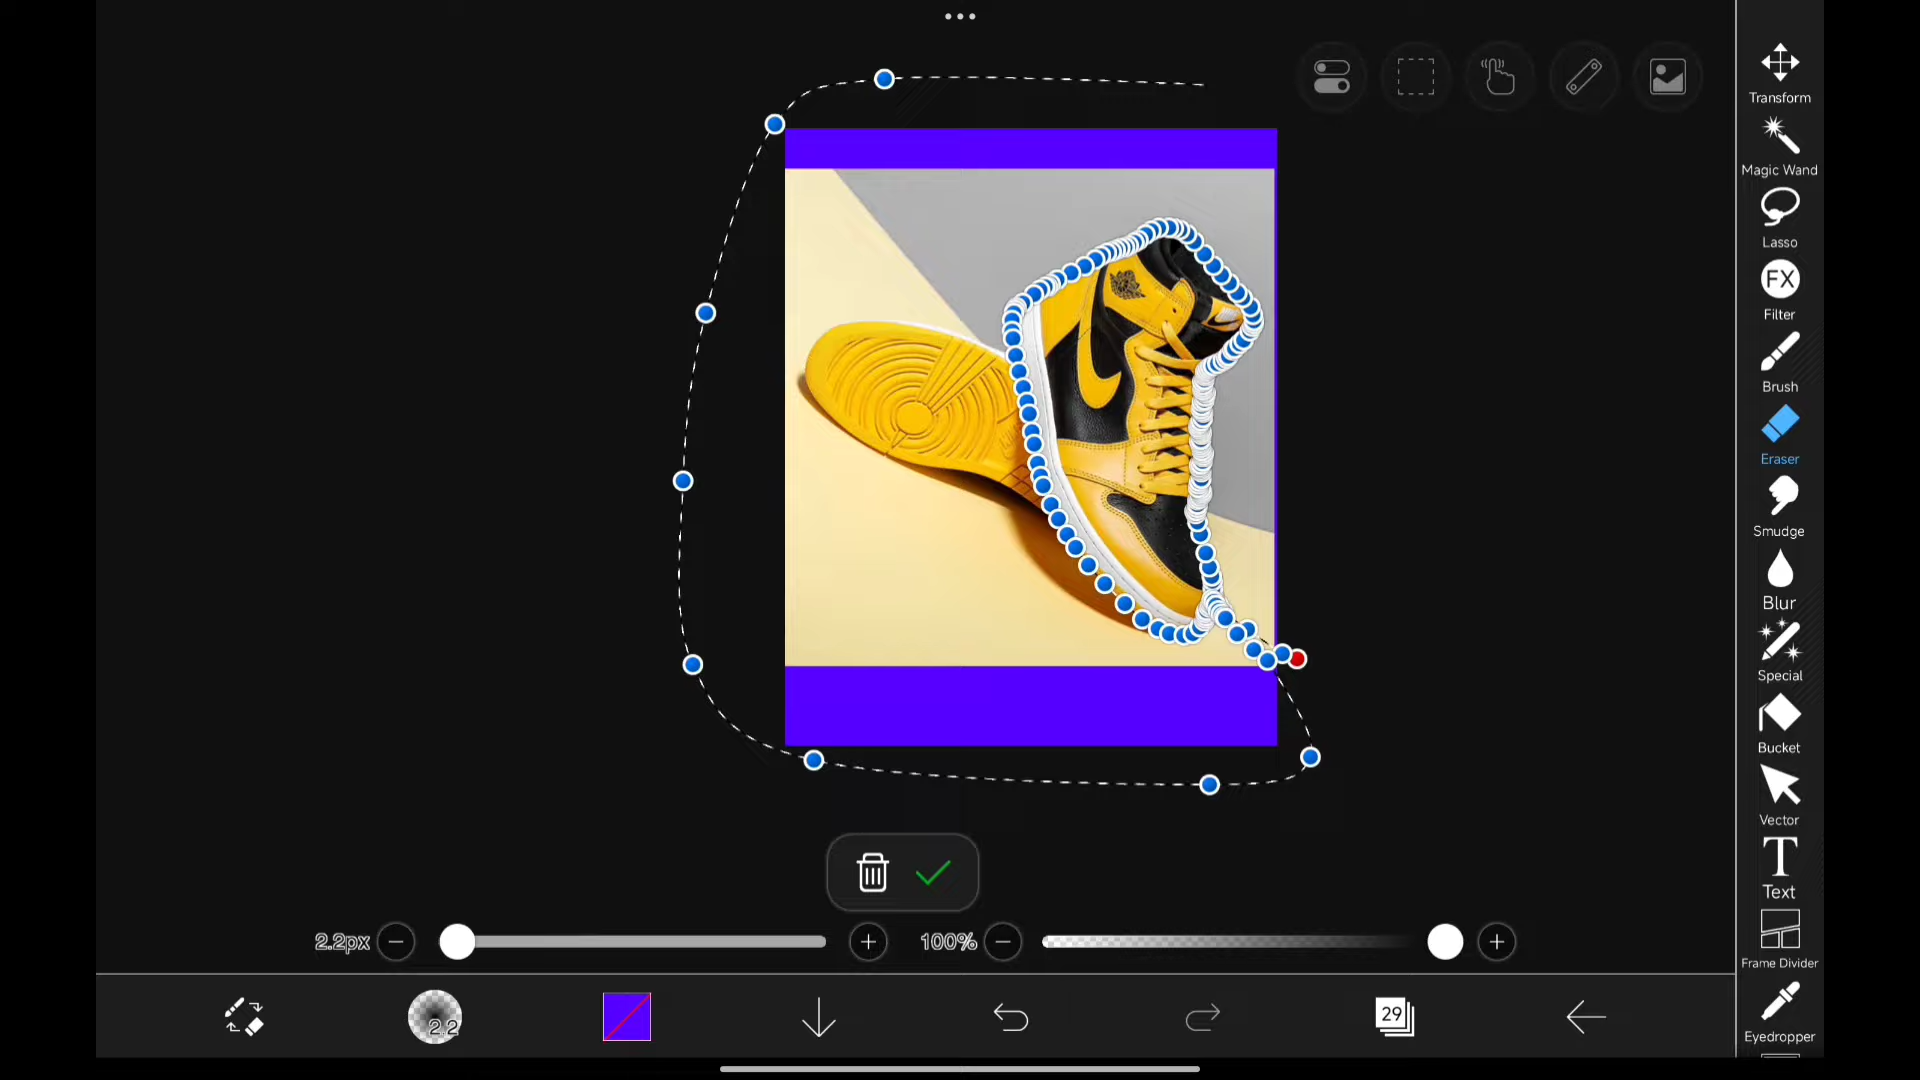 Transform
Magic Wand
Lasso
FX
Filter
Brush
Eraser
Smudge
Blur
Special
Bucket
Vector
T
Text
Frame Divider
Eyedropper
2.2px
100%
2.2
29